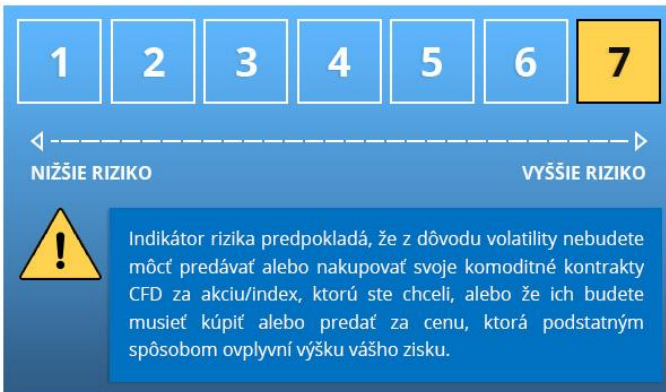 1 2 3 4 5 6 7
NIŽŠIE RIZIKO VYŠŠIE RIZIKO
Indikátor rizika predpokladá, že z dôvodu volatility nebudete
môcť predávať alebo nakupovať svoje komoditné kontrakty
CFD za akciu/index, ktorú ste chceli, alebo že ich budete
musieť kúpiť alebo predať za cenu, ktorá podstatným
spôsobom ovplyvní výšku vášho zisku.